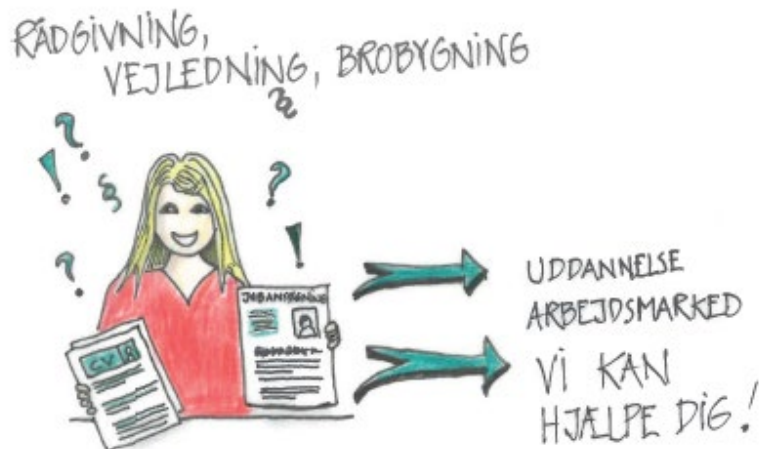 RÅDGIVNING,
VEJLEDNING, BROBYGNING
UDDANNELSE
ARBEJDSMARKED
VI KAN
HJÆLPE DIG!
CV